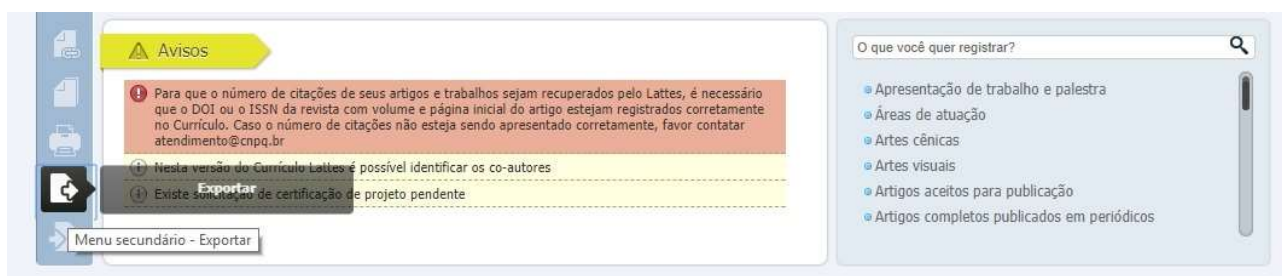 Avisos
Para que o número de citações de seus artigos e trabalhos sejam recuperados pelo Lattes, é necessário
que o DOI ou o ISSN da revista com volume e página inicial do artigo estejam registrados corretamente
no Currículo. Caso o número de citações não esteja sendo apresentado corretamente, favor contatar
atendimento@cnpq.br
Nesta versão do Currículo Lattes é possível identificar os co-autores
Existe solicitação de certificação de projeto pendente
Exportar
Menu secundário - Exportar
O que você quer registrar?
Apresentação de trabalho e palestra
Áreas de atuação
Artes cênicas
Artes visuais
Artigos aceitos para publicação
Artigos completos publicados em periódicos